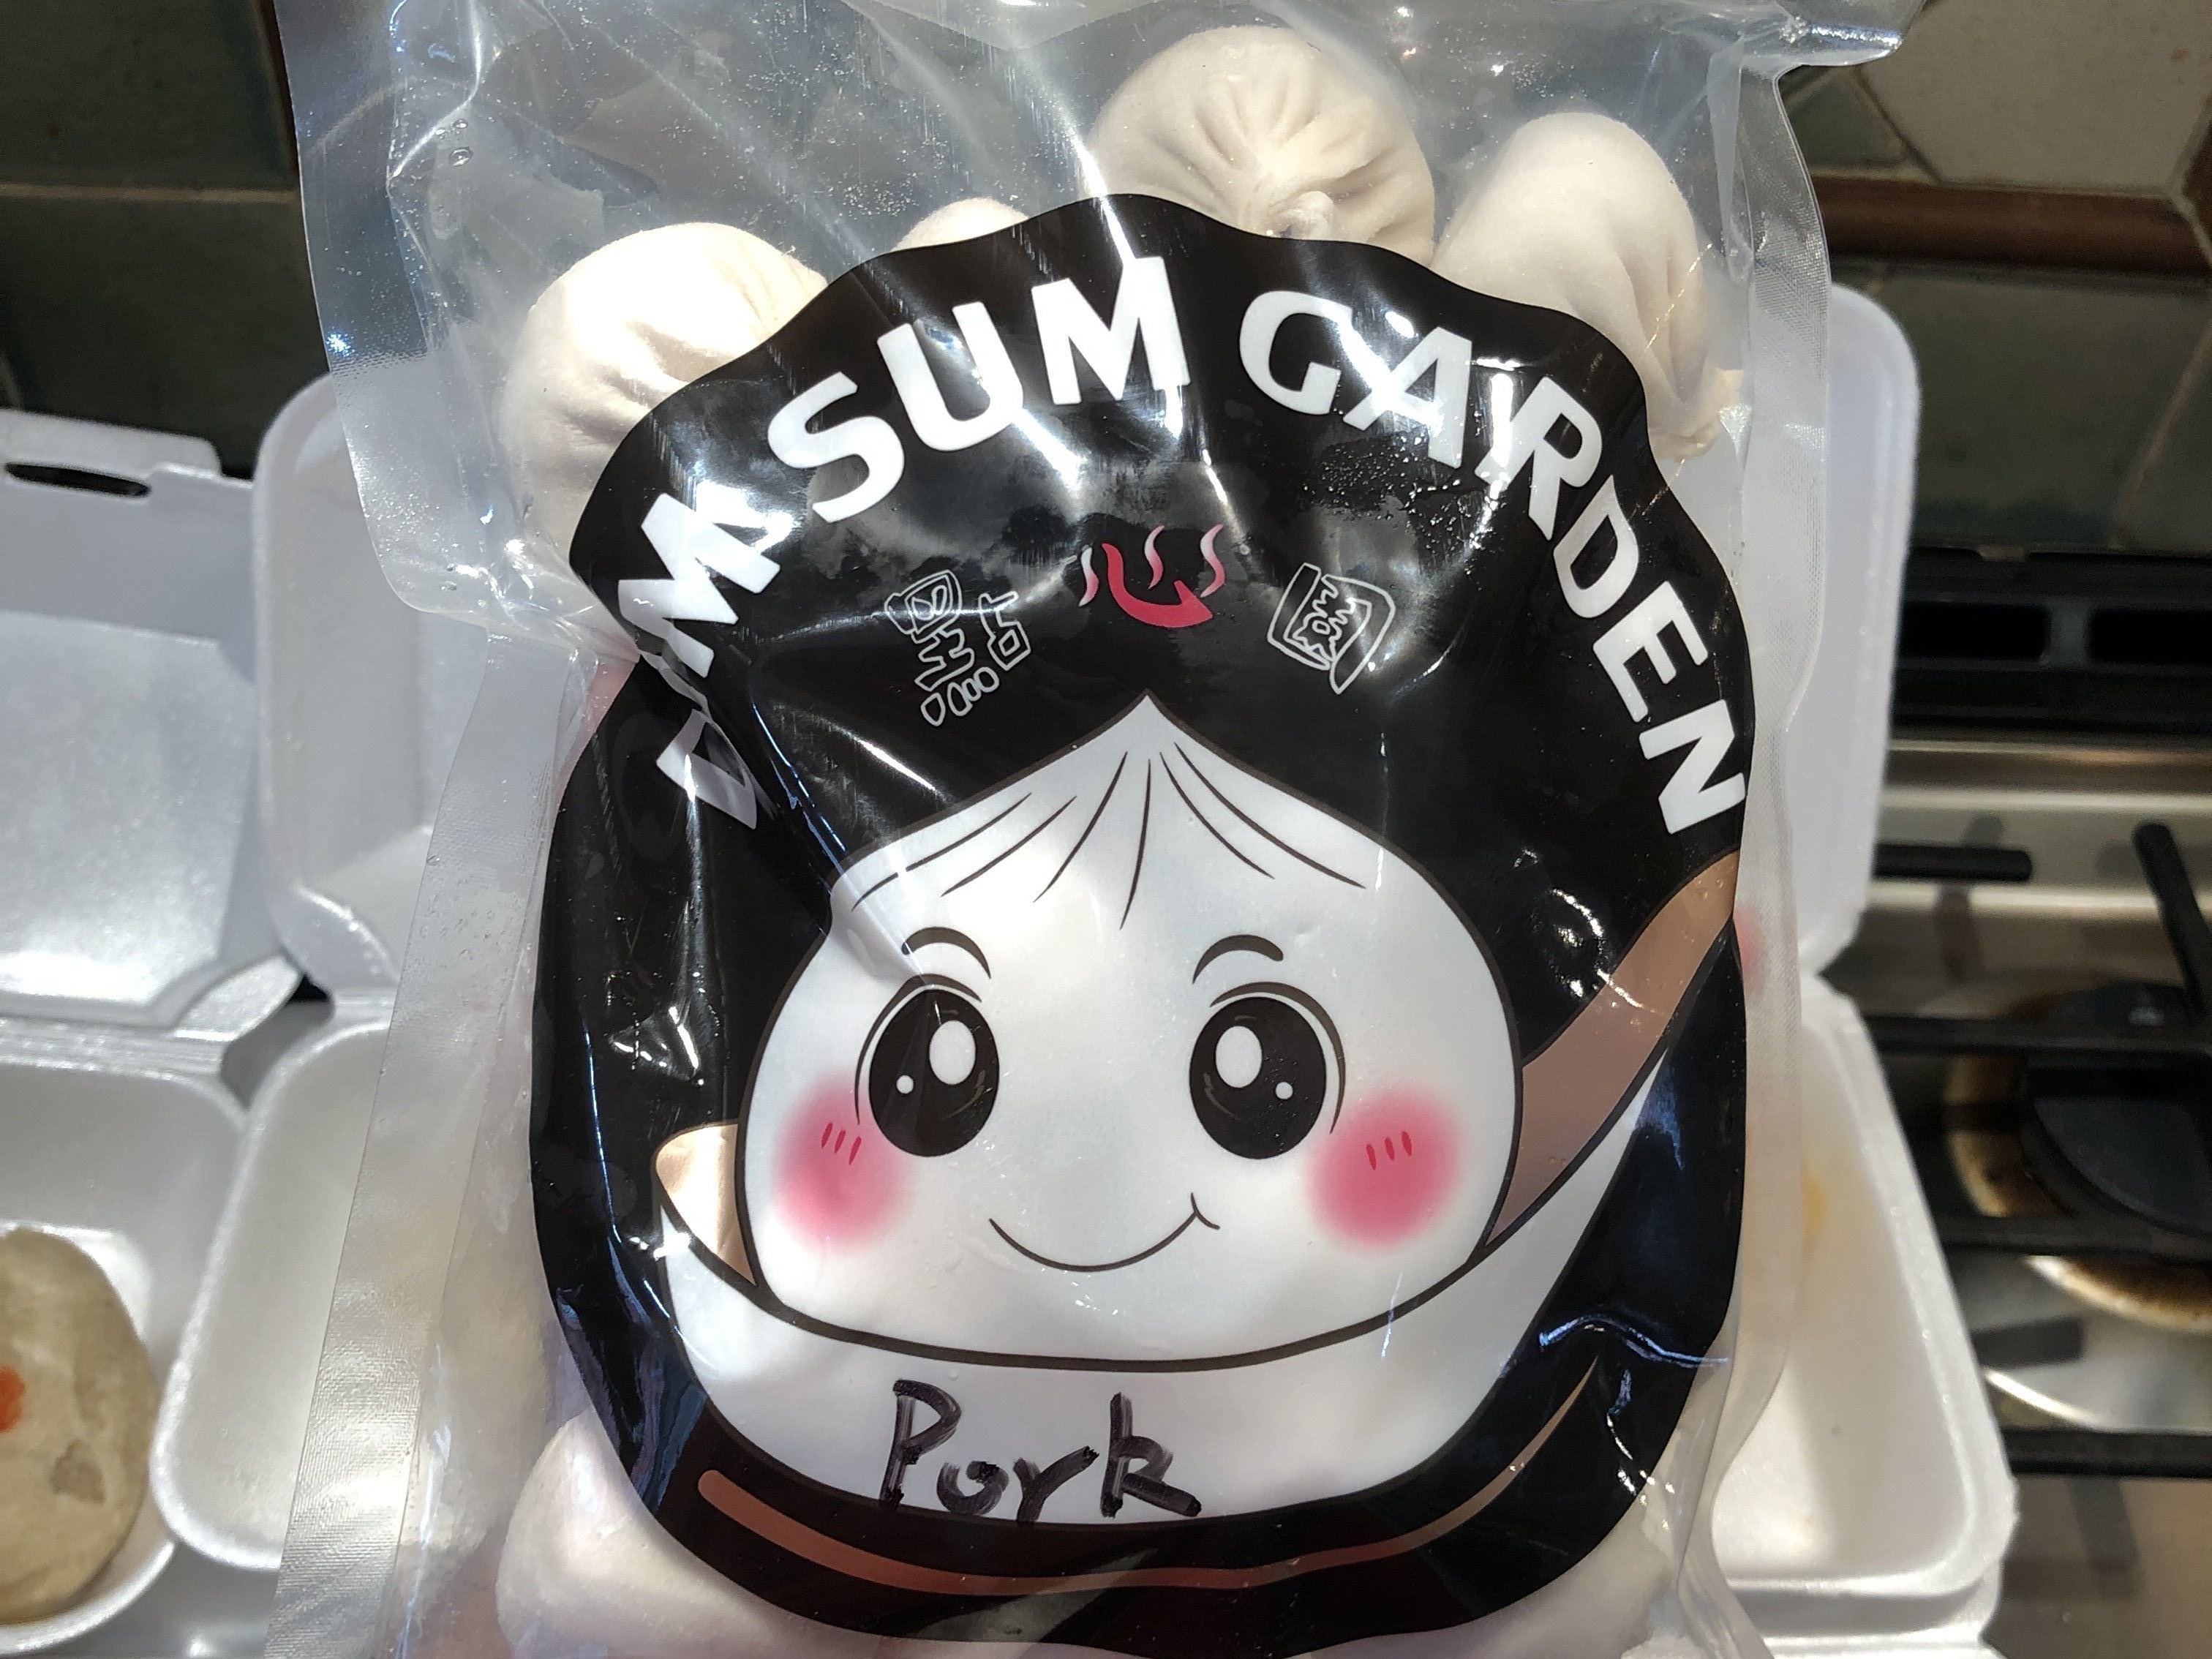 DIM SUM GARDEN
點心園
Pork